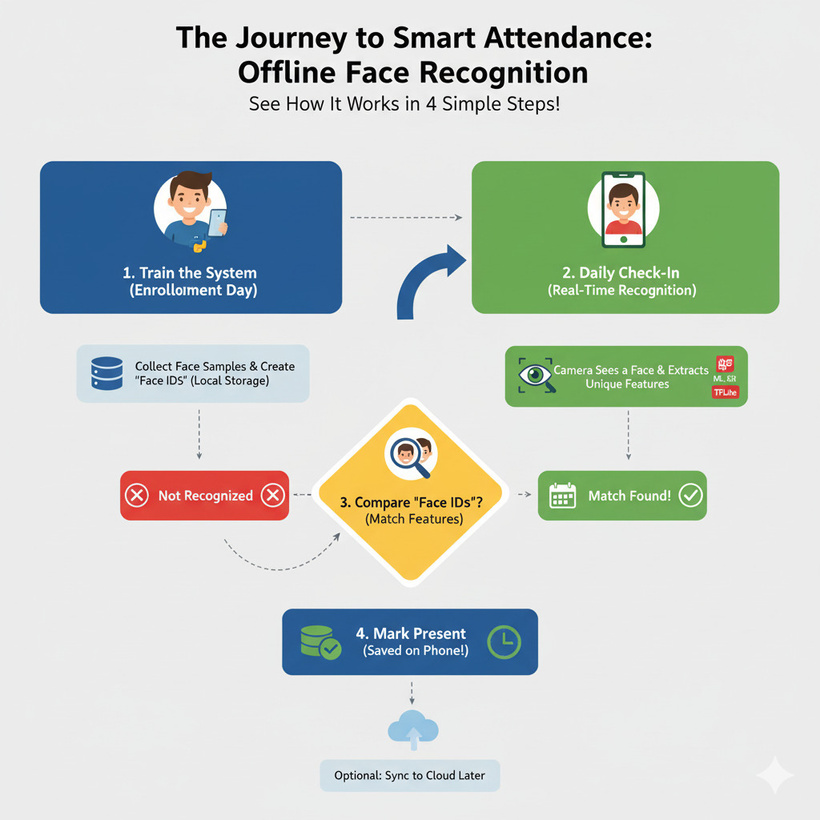 The Journey to Smart Attendance:
Offline Face Recognition
See How It Works in 4 Simple Steps!
1. Train the System
(Enrolloıment Day)
2. Daily Check-In
(Real-Time Recognition)
Collect Face Samples & Create
"Face IDS" (Local Storage)
Camera Sees a Face & Extracts
Unique Features
TFLite
Not Recognized
3. Compare "Face IDs"?
(Match Features)
Match Found!
4. Mark Present
(Saved on Phone!)
Optional: Sync to Cloud Later